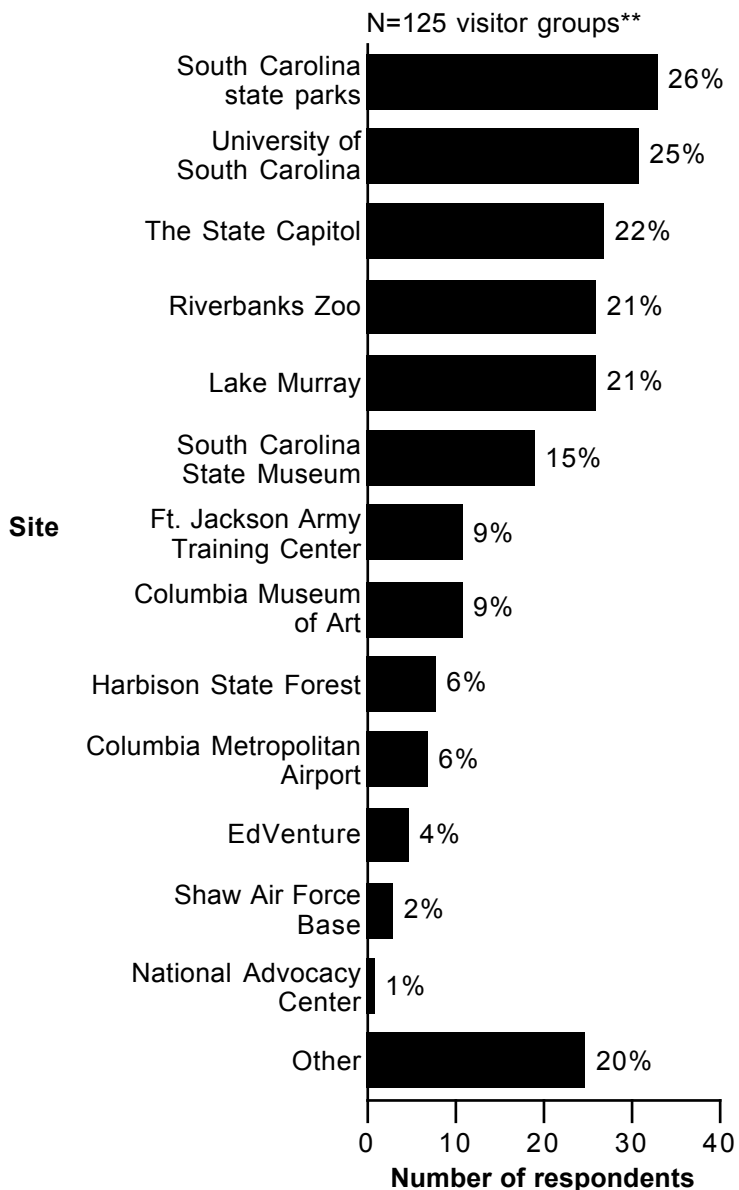 N=125 visitor groups**
South Carolina
state parks
26%
University of
South Carolina
25%
The State Capitol
22%
Riverbanks Zoo
21%
Lake Murray
21%
South Carolina
State Museum
15%
Site
Ft. Jackson Army
Training Center
9%
Columbia Museum
of Art
9%
Harbison State Forest
6%
Columbia Metropolitan
Airport
6%
EdVenture
4%
Shaw Air Force
Base
2%
National Advocacy
Center
1%
Other
20%
0 10 20 30 40
Number of respondents